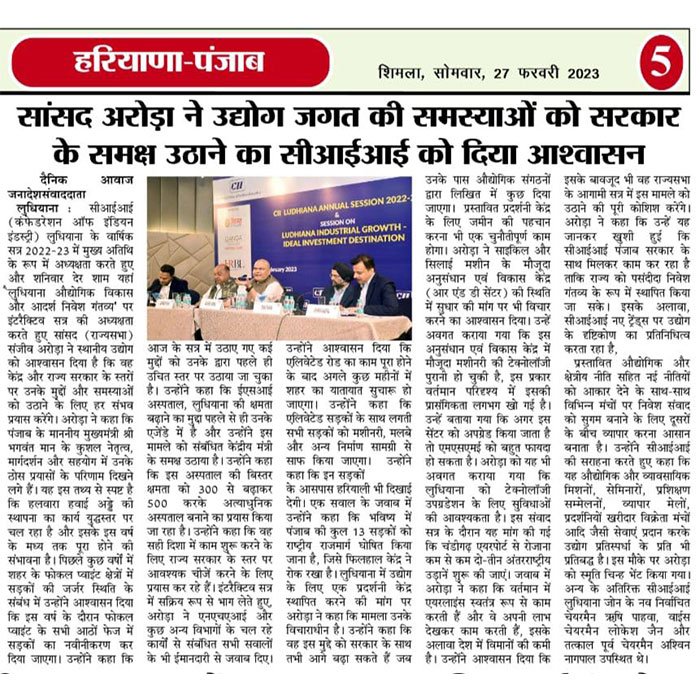 हरियाणा-पंजाब
शिमला, सोमवार, 27 फरवरी 2023
5
सांसद अरोड़ा ने उद्योग जगत की समस्याओं को सरकार
के समक्ष उठाने का सीआईआई को दिया आश्वासन
दैनिक आवाज
जनादेशसंवाददाता
लुधियाना : सीआईआई
(कंफेडरेशन ऑफ इंडियन
इंडस्ट्री) लुधियाना के वार्षिक
सत्र 2022-23 में मुख्य अतिथि
के रूप में अध्यक्षता करते हुए
और शनिवार देर शाम यहां
'लुधियाना औद्योगिक विकास
और आदर्श निवेश गंतव्य' पर
इंटरैक्टिव सत्र की अध्यक्षता
करते हुए सांसद (राज्यसभा)
संजीव अरोड़ा ने स्थानीय उद्योग
को आश्वासन दिया है कि वह
केंद्र और राज्य सरकार के स्तरों
पर उनके मुद्दों और समस्याओं
को उठाने के लिए हर संभव
प्रयास करेंगे। अरोड़ा ने कहा कि
पंजाब के माननीय मुख्यमंत्री श्री
भगवंत मान के कुशल नेतृत्व,
मार्गदर्शन और सहयोग में उनके
ठोस प्रयासों के परिणाम दिखने
लगे हैं। यह इस तथ्य से स्पष्ट है
कि हलवारा हवाई अड्डे की
स्थापना का कार्य युद्धस्तर पर
चल रहा है और इसके इस वर्ष
के मध्य तक पूरा होने की
संभावना है। पिछले कुछ वर्षों में
शहर के फोकल प्वाइंट क्षेत्रों में
सड़कों की जर्जर स्थिति के
संबंध में उन्होंने आश्वासन दिया
कि इस वर्ष के दौरान फोकल
प्वाइंट के सभी आठों फेज में
सड़कों का नवीनीकरण कर
दिया जाएगा। उन्होंने कहा कि
CII
CII LUDHIANA ANNUAL SESSION 2022-2
&
SESSION ON
LUDHIANA INDUSTRIAL GROWTH -
IDEAL INVESTMENT DESTINATION
GANGA
TRBL
February 2023
CII
आज के सत्र में उठाए गए कई
मुद्दों को उनके द्वारा पहले ही
उचित स्तर पर उठाया जा चुका
है। उन्होंने कहा कि ईएसआई
अस्पताल, लुधियाना की क्षमता
बढ़ाने का मुद्दा पहले से ही उनके
एजेंडे में है और उन्होंने इस
मामले को संबंधित केंद्रीय मंत्री
के समक्ष उठाया है। उन्होंने कहा
कि इस अस्पताल की बिस्तर
क्षमता को 300 से बढ़ाकर
500 करके अत्याधुनिक
अस्पताल बनाने का प्रयास किया
जा रहा है। उन्होंने कहा कि वह
सही दिशा में काम शुरू करने के
लिए राज्य सरकार के स्तर पर
आवश्यक चीजें करने के लिए
प्रयास कर रहे हैं। इंटरैक्टिव सत्र
में सक्रिय रूप से भाग लेते हुए,
अरोड़ा ने एनएचएआई और
कुछ अन्य विभागों के चल रहे
कार्यों से संबंधित सभी सवालों
के भी ईमानदारी से जवाब दिए।
उन्होंने आश्वासन दिया कि
एलिवेटेड रोड का काम पूरा होने
के बाद अगले कुछ महीनों में
शहर का यातायात सुचारू हो
जाएगा। उन्होंने कहा कि
एलिवेटेड सड़कों के साथ लगती
सभी सड़कों को मशीनरी, मलबे
और अन्य निर्माण सामग्री से
साफ किया जाएगा। उन्होंने
कहा कि इन सड़कों
के आसपास हरियाली भी दिखाई
देगी। एक सवाल के जवाब में
उन्होंने कहा कि भविष्य में
पंजाब की कुल 13 सड़कों को
राष्ट्रीय राजमार्ग घोषित किया
जाना है, जिसे फिलहाल केंद्र ने
रोक रखा है। लुधियाना में उद्योग
के लिए एक प्रदर्शनी केंद्र
स्थापित करने की मांग पर
अरोड़ा ने कहा कि मामला उनके
विचाराधीन है। उन्होंने कहा कि
वह इस मुद्दे को सरकार के साथ
तभी आगे बढ़ा सकते हैं जब
उनके पास औद्योगिक संगठनों
द्वारा लिखित में कुछ दिया
जाएगा। प्रस्तावित प्रदर्शनी केंद्र
के लिए जमीन की पहचान
करना भी एक चुनौतीपूर्ण काम
होगा। अरोड़ा ने साइकिल और
सिलाई मशीन के मौजूदा
अनुसंधान एवं विकास केंद्र
(आर एंड डी सेंटर) की स्थिति
में सुधार की मांग पर भी विचार
करने का आश्वासन दिया। उन्हें
अवगत कराया गया कि इस
अनुसंधान एवं विकास केंद्र में
मौजूद मशीनरी की टेक्नोलॉजी
पुरानी हो चुकी है, इस प्रकार
वर्तमान परिदृश्य में इसकी
प्रासंगिकता लगभग खो गई है।
उन्हें बताया गया कि अगर इस
सेंटर को अपग्रेड किया जाता है
तो एमएसएमई को बहुत फायदा
हो सकता है। अरोड़ा को यह भी
अवगत कराया गया कि
लुधियाना को टेक्नोलॉजी
उपग्रडेशन के लिए सुविधाओं
की आवश्यकता है। इस संवाद
सत्र के दौरान यह मांग की गई
कि चंडीगढ़ एयरपोर्ट से रोजाना
कम से कम दो-तीन अंतरराष्ट्रीय
उड़ानें शुरू की जाएं। जवाब में
अरोड़ा ने कहा कि वर्तमान में
एयरलाइंस स्वतंत्र रूप से काम
करती हैं और वे अपनी लाभ
देखकर काम करती हैं, इसके
अलावा देश में विमानों की कमी
है। उन्होंने आश्वासन दिया कि
इसके बावजूद भी वह राज्यसभा
के आगामी सत्र में इस मामले को
उठाने की पूरी कोशिश करेंगे।
अरोड़ा ने कहा कि उन्हें यह
जानकर खुशी हुई कि
सीआईआई पंजाब सरकार के
साथ मिलकर काम कर रहा है
ताकि राज्य को पसंदीदा निवेश
गंतव्य के रूप में स्थापित किया
जा सके। इसके अलावा,
सीआईआई नए ट्रेंड्स पर उद्योग
के दृष्टिकोण का प्रतिनिधित्व
करता रहा है,
प्रस्तावित औद्योगिक और
क्षेत्रीय नीति सहित नई नीतियों
को आकार देने के साथ-साथ
विभिन्न मंचों पर निवेश संवाद
को सुगम बनाने के लिए दूसरों
के बीच व्यापार करना आसान
बनाता है। उन्होंने सीआईआई
की सराहना करते हुए कहा कि
यह औद्योगिक और व्यावसायिक
मिशनों, सेमिनारों, प्रशिक्षण
सम्मेलनों, व्यापार मेलों,
प्रदर्शनियों खरीदार विक्रेता मंचों
आदि जैसी सेवाएं प्रदान करके
उद्योग प्रतिस्पर्धा के प्रति भी
प्रतिबद्ध है। इस मौके पर अरोड़ा
को स्मृति चिन्ह भेंट किया गया।
अन्य के अतिरिक्त सीआईआई
लुधियाना जोन के नव निर्वाचित
चेयरमैन ऋषि पाहवा, वाईस
चेयरमैन लोकेश जैन और
तत्काल पूर्व चेयरमैन अश्विन
नागपाल उपस्थित थे।